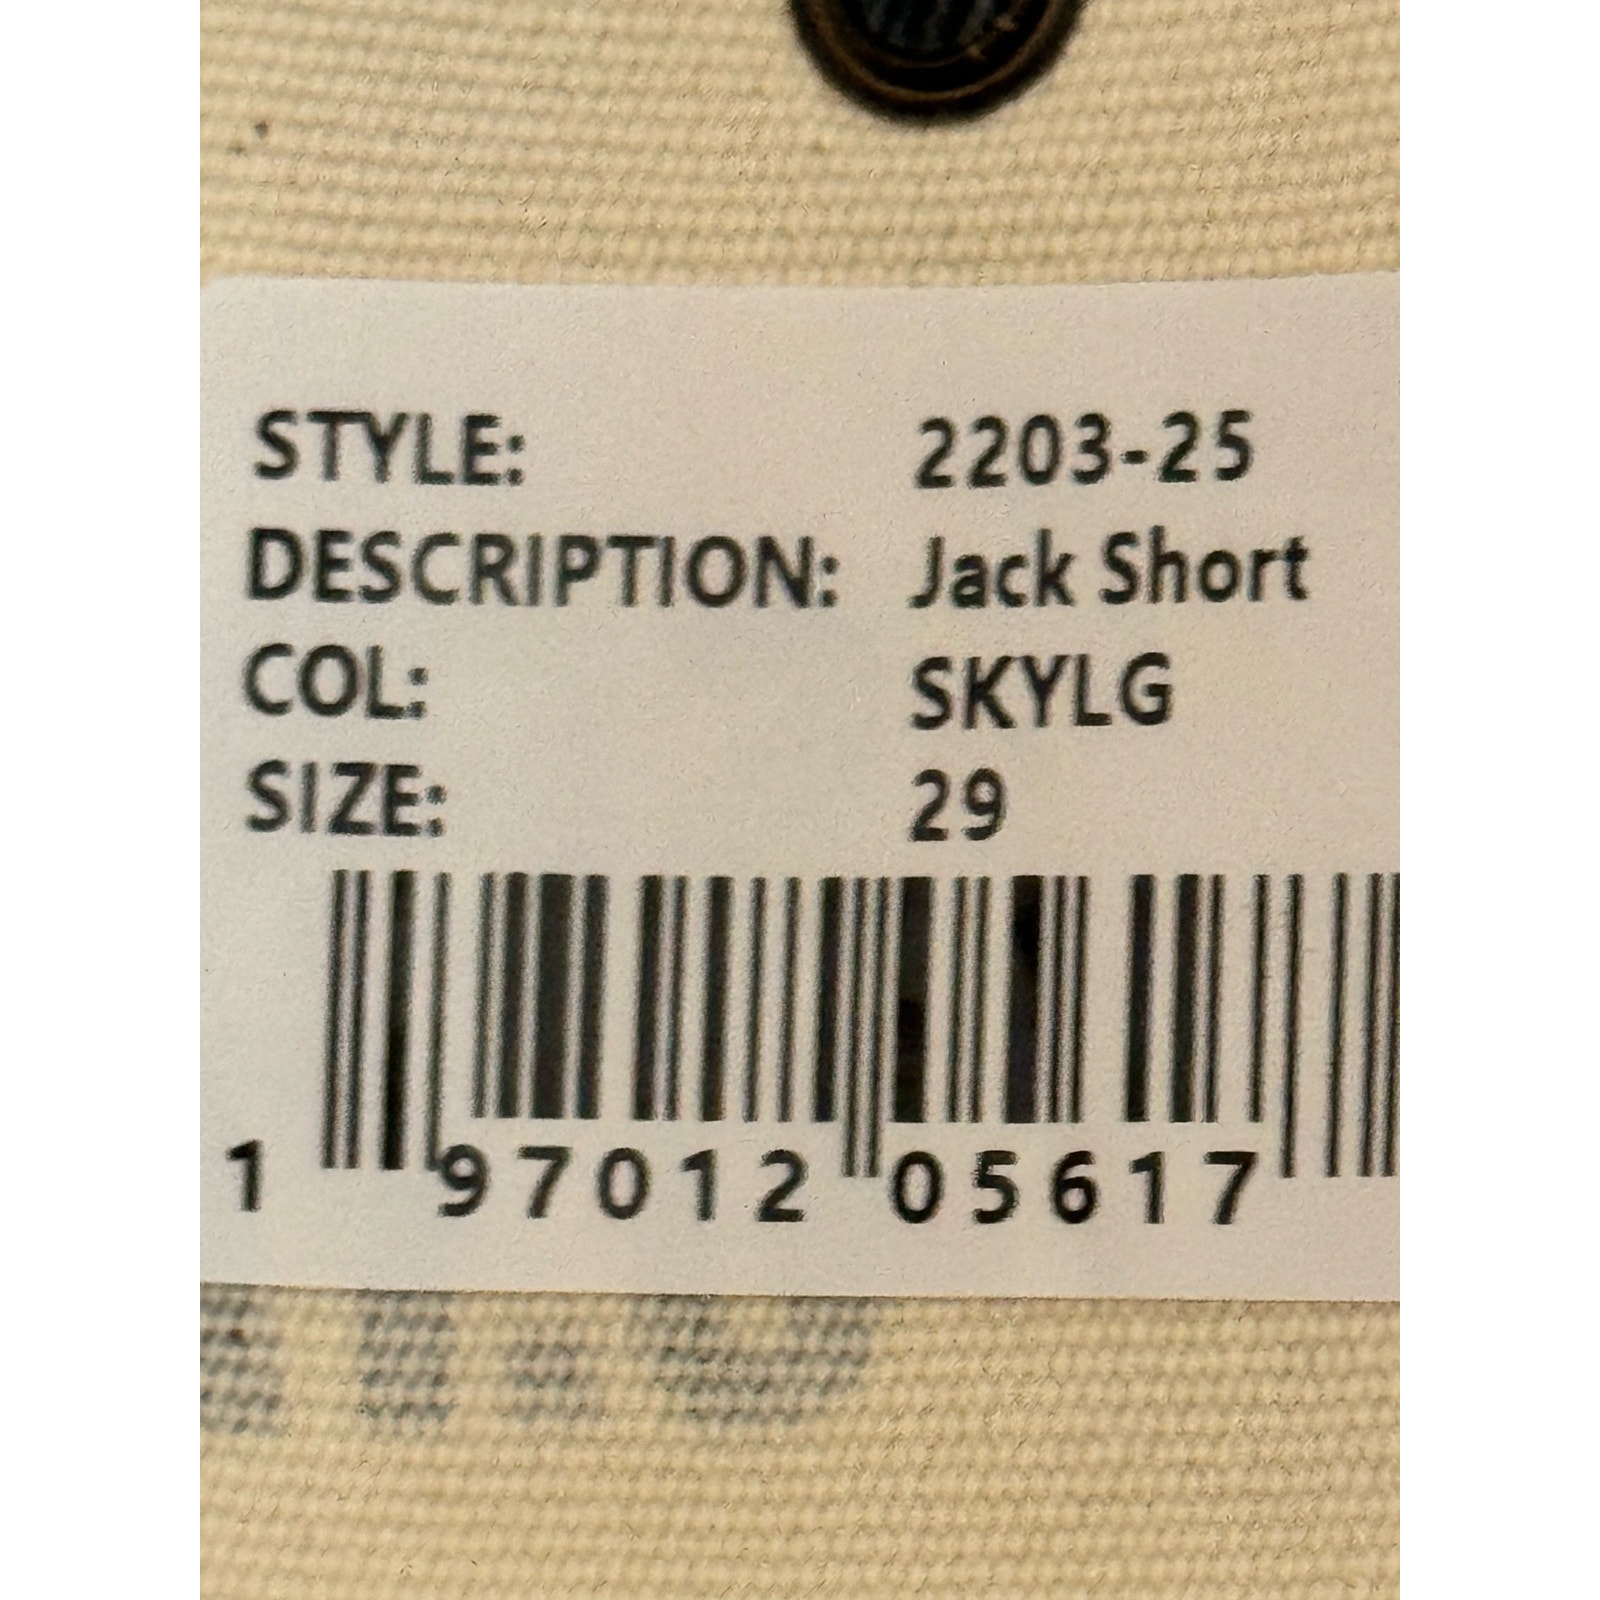 STYLE: 2203-25
DESCRIPTION: Jack Short
COL: SKYLG
SIZE: 29
1 97012 05617